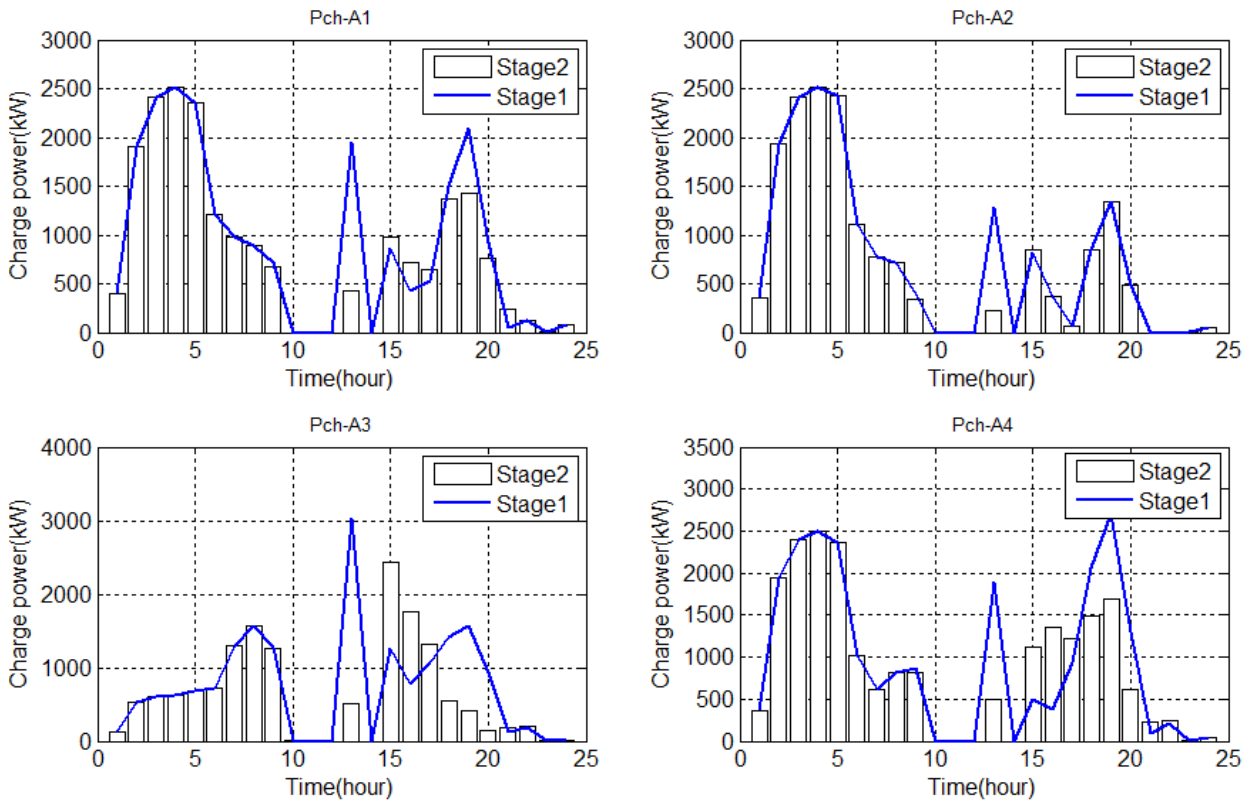 Pch-A1
Charge power(kW)
3000
2500
2000
1500
1000
500
0
Stage2
Stage1
0 5 10 15 20 25
Time(hour)
Pch-A2
Charge power(kW)
3000
2500
2000
1500
1000
500
0
Stage2
Stage1
0 5 10 15 20 25
Time(hour)
Pch-A3
Charge power(kW)
4000
3000
2000
1000
0
Stage2
Stage1
0 5 10 15 20 25
Time(hour)
Pch-A4
Charge power(kW)
3500
3000
2500
2000
1500
1000
500
0
Stage2
Stage1
0 5 10 15 20 25
Time(hour)